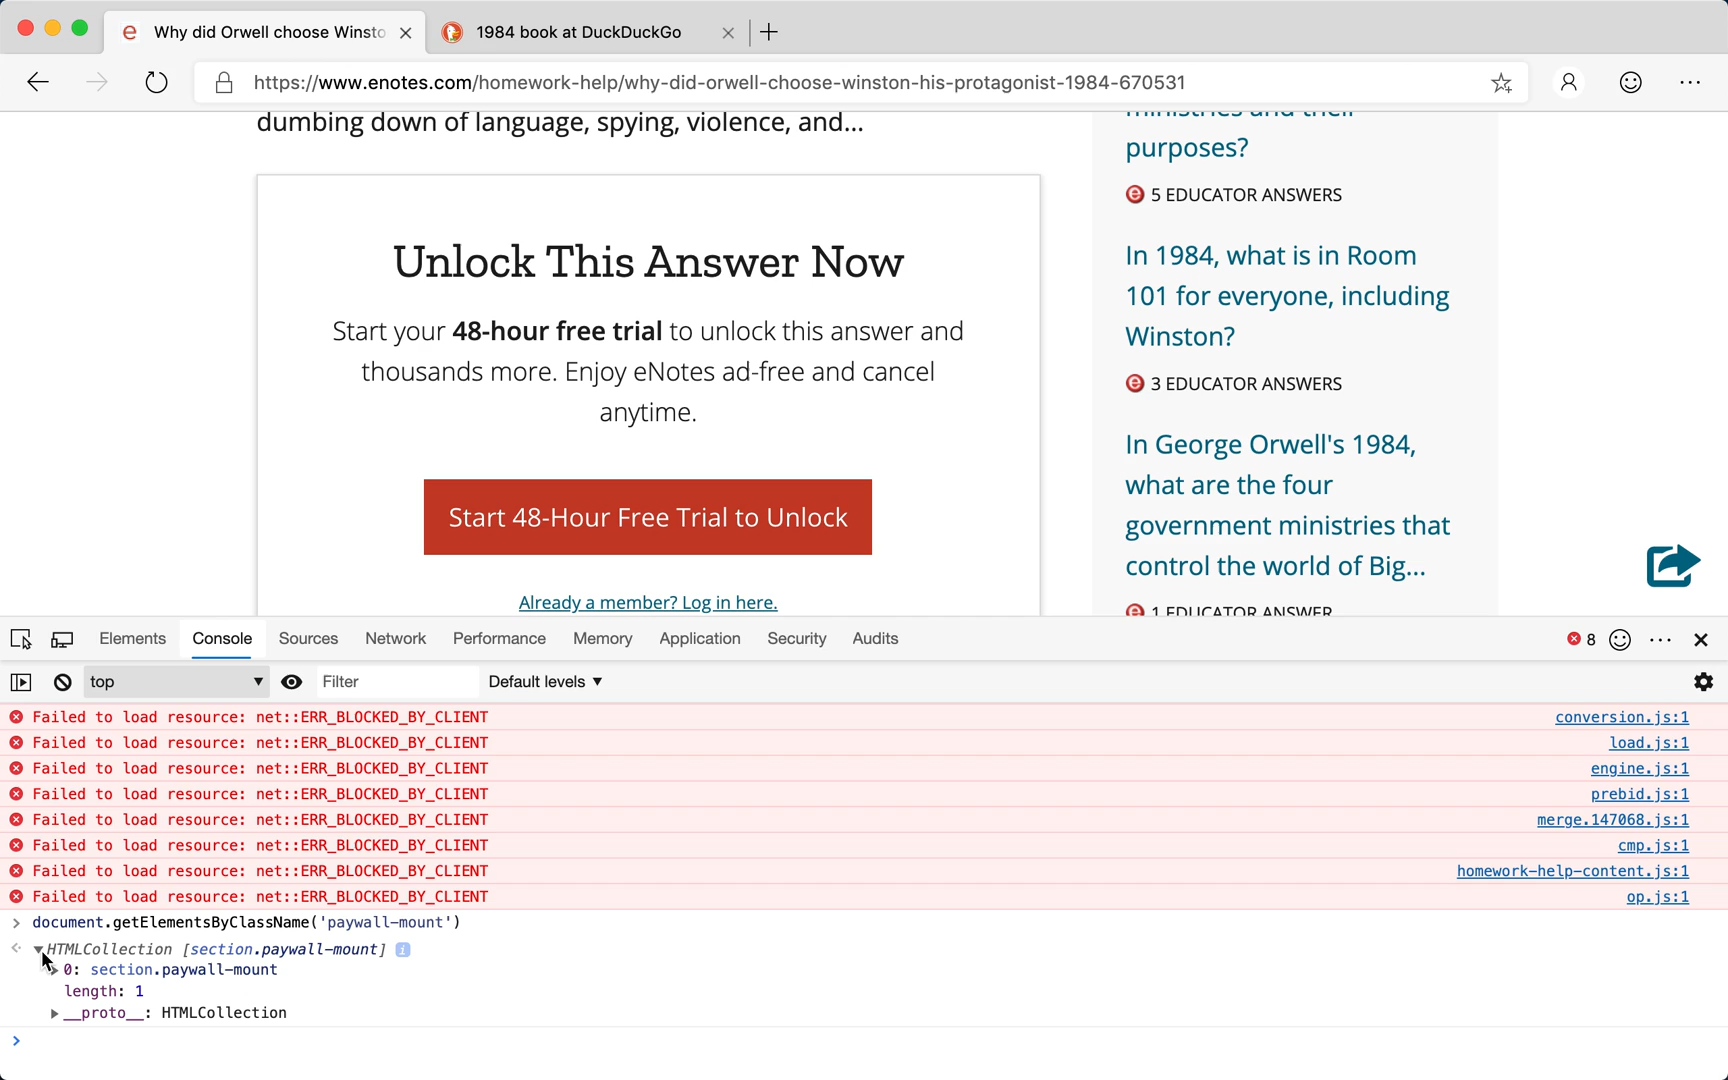 Why did Orwell choose Winsto
1984 book at DuckDuckGo
https://www.enotes.com/homework-help/why-did-orwell-choose-winston-his-protagonist-1984-670531
dumbing down of language, spying, violence, and...
Unlock This Answer Now
Start your 48-hour free trial to unlock this answer and
thousands more. Enjoy eNotes ad-free and cancel
anytime.
Start 48-Hour Free Trial to Unlock
Already a member? Log in here.
ministries and their
purposes?
5 EDUCATOR ANSWERS
In 1984, what is in Room
101 for everyone, including
Winston?
3 EDUCATOR ANSWERS
In George Orwell's 1984,
what are the four
government ministries that
control the world of Big...
1 EDUCATOR ANSWER
Elements Console Sources Network Performance Memory Application Security Audits 8
top Filter Default levels
Failed to load resource: net::ERR_BLOCKED_BY_CLIENT conversion.js:1
Failed to load resource: net::ERR_BLOCKED_BY_CLIENT load.js:1
Failed to load resource: net::ERR_BLOCKED_BY_CLIENT engine.js:1
Failed to load resource: net::ERR_BLOCKED_BY_CLIENT prebid.js:1
Failed to load resource: net::ERR_BLOCKED_BY_CLIENT merge.147068.js:1
Failed to load resource: net::ERR_BLOCKED_BY_CLIENT cmp.js:1
Failed to load resource: net::ERR_BLOCKED_BY_CLIENT homework-help-content.js:1
Failed to load resource: net::ERR_BLOCKED_BY_CLIENT op.js:1
document.getElementsByClassName('paywall-mount')
HTMLCollection [section.paywall-mount]
0: section.paywall-mount
length: 1
__proto__: HTMLCollection